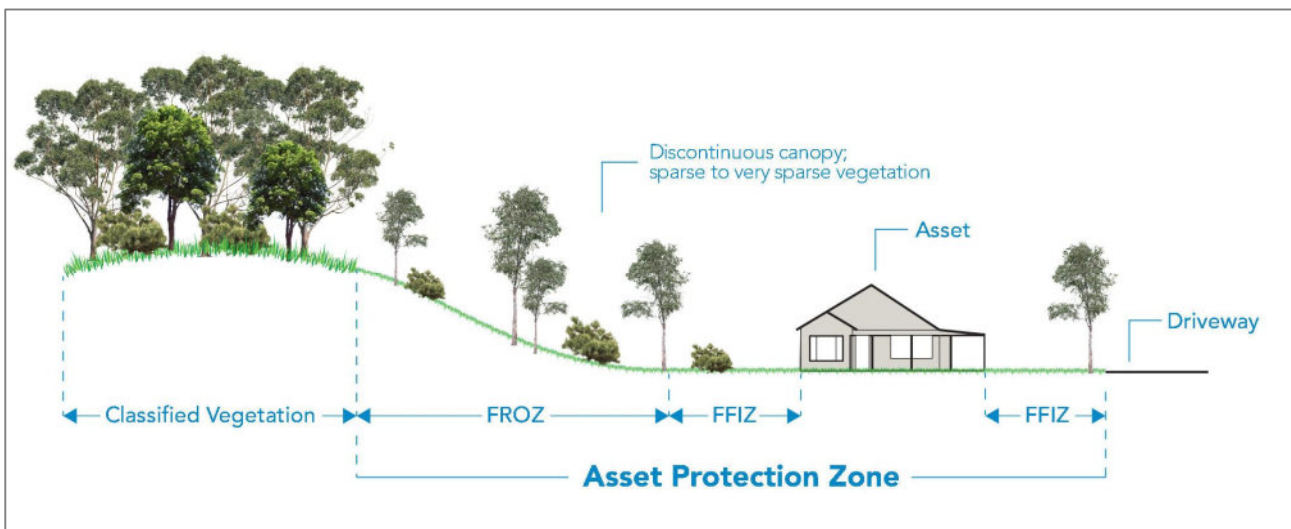 Discontinuous canopy;
sparse to very sparse vegetation
Asset
Driveway
Classified Vegetation
FROZ
FFIZ
FFIZ
Asset Protection Zone